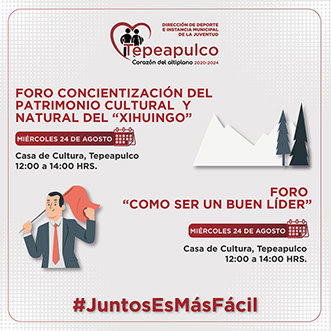 DIRECCIÓN DE DEPORTE
E INSTANCIA MUNICIPAL
DE LA JUVENTUD
Tepeapulco
Corazón del altiplano 2020-2024
FORO CONCIENTIZACIÓN DEL
PATRIMONIO CULTURAL Y
NATURAL DEL “XIHUINGO”
MIÉRCOLES 24 DE AGOSTO
Casa de Cultura, Tepeapulco
12:00 a 14:00 HRS.
FORO
“COMO SER UN BUEN LÍDER”
MIÉRCOLES 24 DE AGOSTO
Casa de Cultura, Tepeapulco
12:00 a 14:00 HRS.
#JuntosEsMásFácil